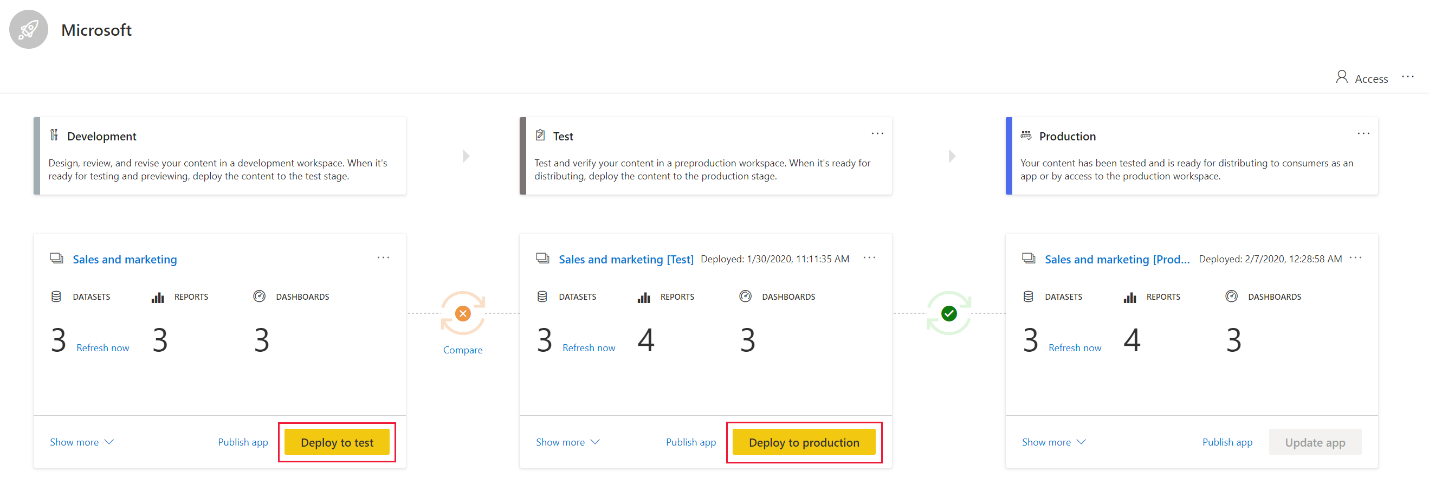 Microsoft
Access
Development
Design, review, and revise your content in a development workspace. When it's
ready for testing and previewing, deploy the content to the test stage.
Test
Test and verify your content in a preproduction workspace. When it's ready for
distributing, deploy the content to the production stage.
Production
Your content has been tested and is ready for distributing to consumers as an
app or by access to the production workspace.
Sales and marketing
DATASETS REPORTS DASHBOARDS
3 Refresh now 3 3
Show more Publish app Deploy to test
Compare
Sales and marketing [Test] Deployed: 1/30/2020, 11:11:35 AM
DATASETS REPORTS DASHBOARDS
3 Refresh now 4 3
Show more Publish app Deploy to production
Sales and marketing [Prod... Deployed: 2/7/2020, 12:28:58 AM
DATASETS REPORTS DASHBOARDS
3 Refresh now 4 3
Show more Publish app Update app